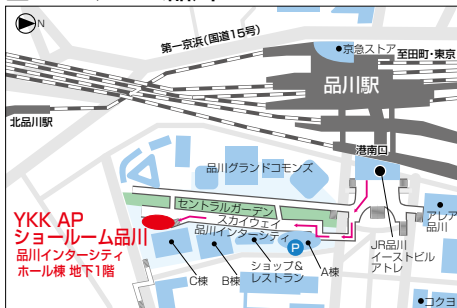 N
第一京浜(国道15号)
京急ストア
至田町・東京
品川駅
北品川駅
港南口
品川グランドコモンズ
セントラルガーデン
スカイウェイ
品川インターシティ
YKK AP
ショールーム品川
品川インターシティ
ホール棟 地下1階
C棟
B棟
ショップ&
レストラン
P
A棟
JR品川
イーストビル
アトレ
アレア
品川
コクヨ